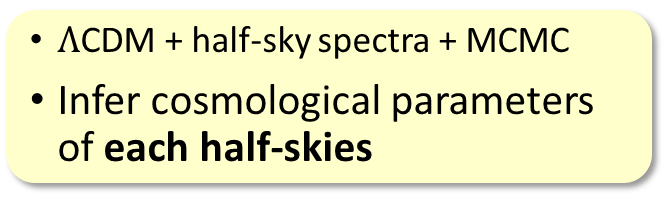 • ΛCDM + half-sky spectra + MCMC
• Infer cosmological parameters
of each half-skies